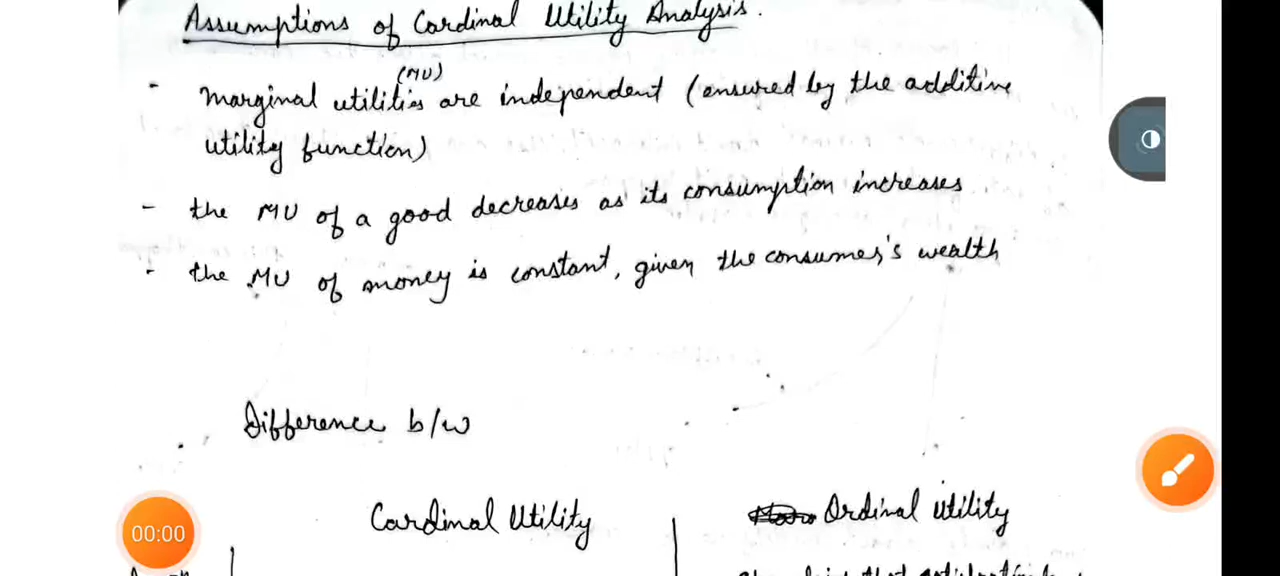 Assumptions of Cardinal Utility Analysis.
(MU)
- Marginal utilities are independent (ensured by the additive
utility function)
- the MU of a good decreases as its consumption increases
- the MU of money is constant, given the consumer's wealth
Difference b/w
Cardinal Utility Ordinal Utility
00:00